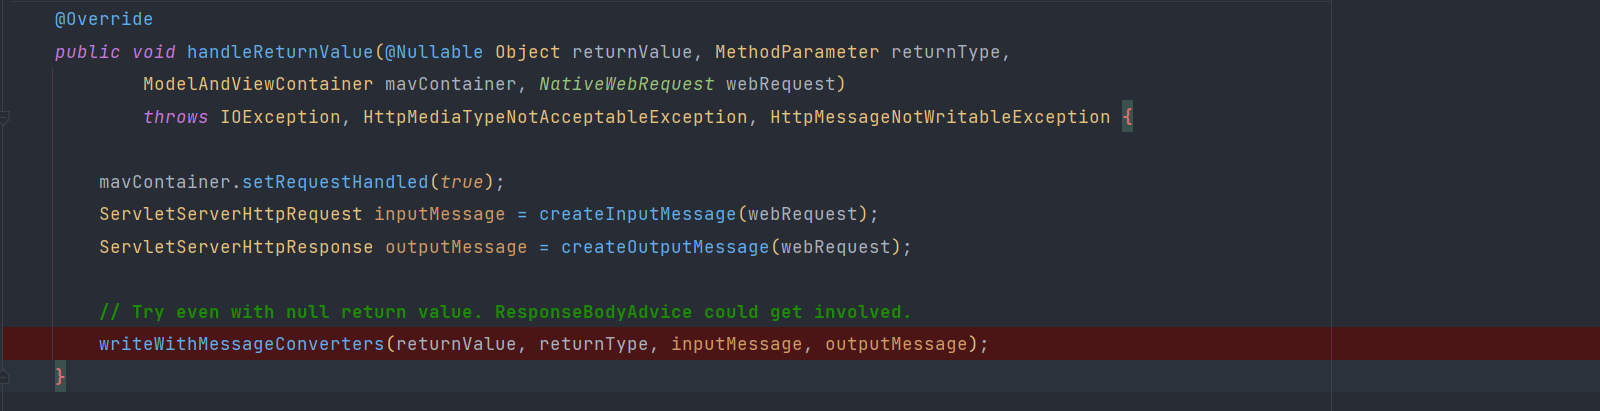 @Override
public void handleReturnValue(@Nullable Object returnValue, MethodParameter returnType,
ModelAndViewContainer mavContainer, NativeWebRequest webRequest)
throws IOException, HttpMediaTypeNotAcceptableException, HttpMessageNotWritableException {
mavContainer.setRequestHandled(true);
ServletServerHttpRequest inputMessage = createInputMessage(webRequest);
ServletServerHttpResponse outputMessage = createOutputMessage(webRequest);
// Try even with null return value. ResponseBodyAdvice could get involved.
writeWithMessageConverters(returnValue, returnType, inputMessage, outputMessage);
}